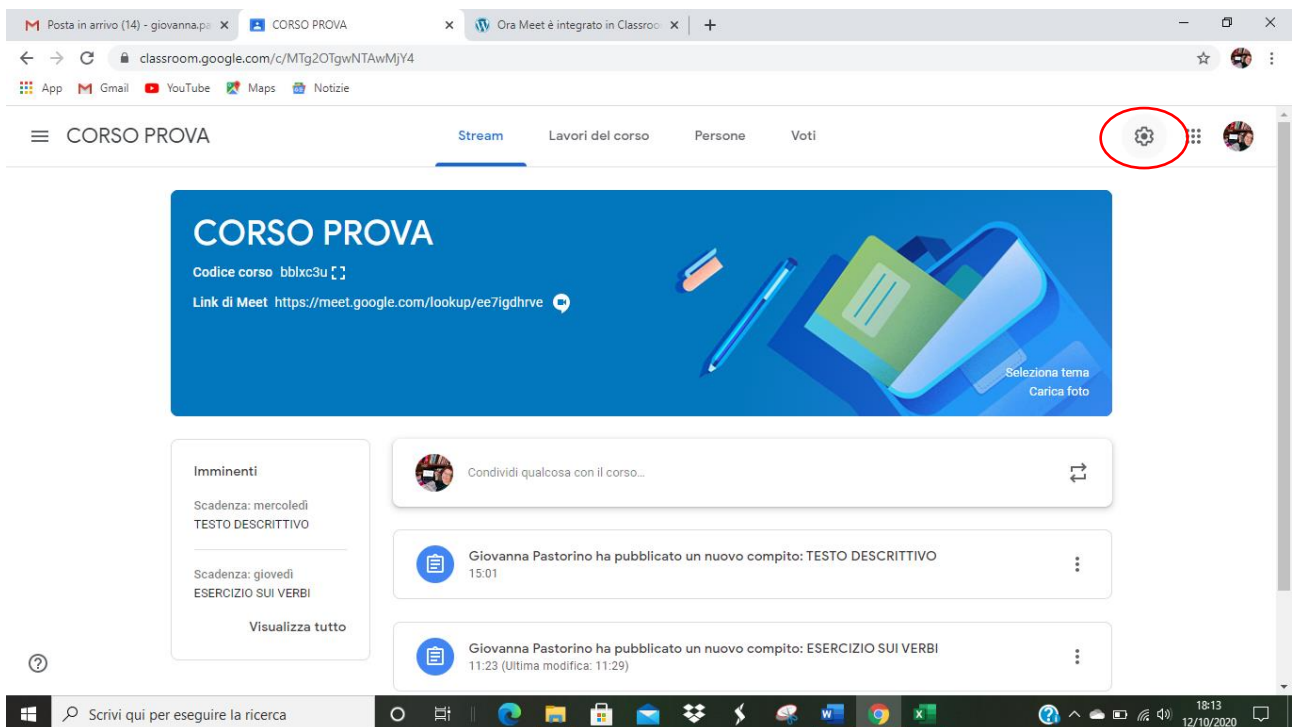 Posta in arrivo (14) - giovanna.pa
CORSO PROVA
Ora Meet è integrato in Classroo
classroom.google.com/c/MTg2OTgwNTAwMjY4
App Gmail YouTube Maps Notizie
CORSO PROVA Stream Lavori del corso Persone Voti
CORSO PROVA
Codice corso bblxc3u
Link di Meet https://meet.google.com/lookup/ee7igdhrve
Seleziona tema
Carica foto
Imminenti
Scadenza: mercoledì
TESTO DESCRITTIVO
Scadenza: giovedì
ESERCIZIO SUI VERBI
Visualizza tutto
Condividi qualcosa con il corso...
Giovanna Pastorino ha pubblicato un nuovo compito: TESTO DESCRITTIVO
15:01
Giovanna Pastorino ha pubblicato un nuovo compito: ESERCIZIO SUI VERBI
11:23 (Ultima modifica: 11:29)
Scrivi qui per eseguire la ricerca
18:13
12/10/2020